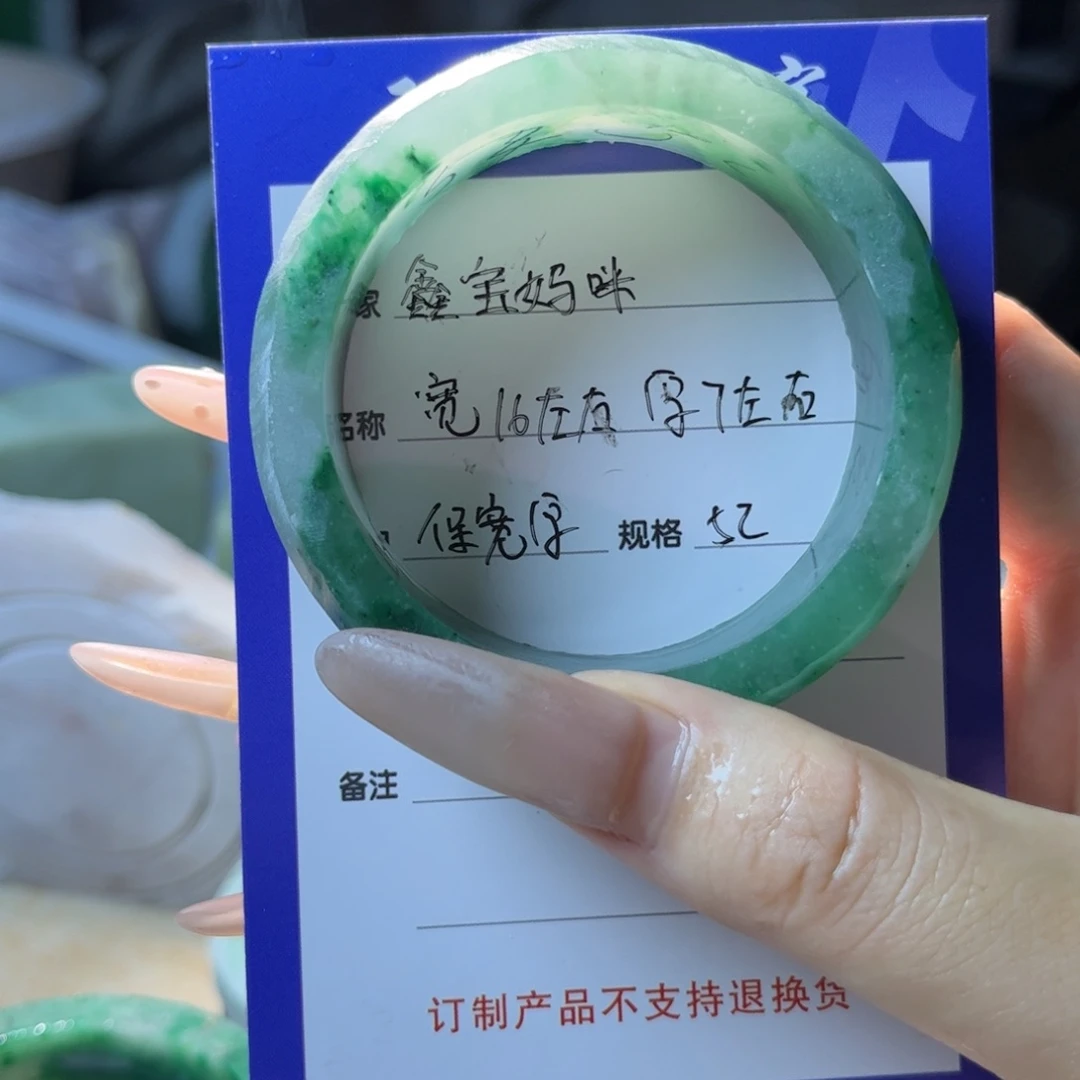 家 鑫宝妈咪
名称 宽16左右 厚7左右
保宽厚 规格 52
备注
订制产品不支持退换货